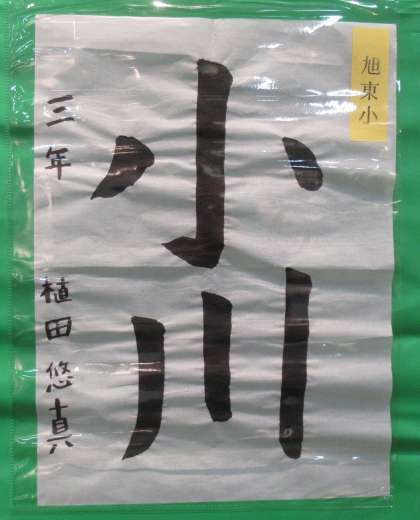 旭東小
小川
三年 植田悠真